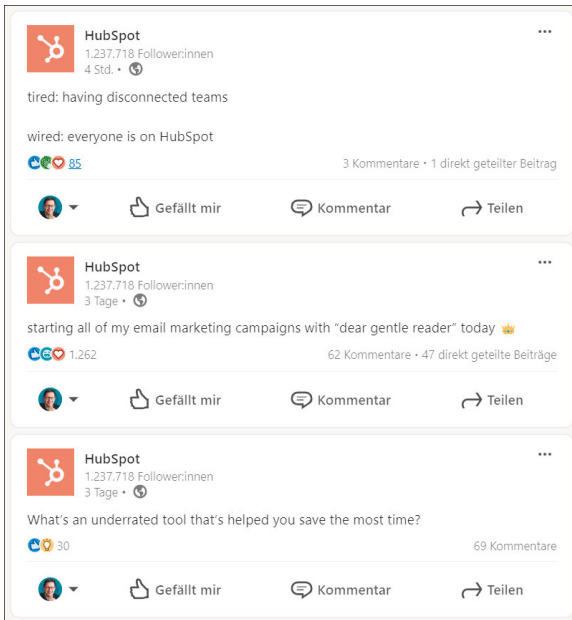 HubSpot
1.237.718 Follower:innen
4 Std. •
tired: having disconnected teams
wired: everyone is on HubSpot
85
3 Kommentare • 1 direkt geteilter Beitrag
Gefällt mir
Kommentar
Teilen
HubSpot
1.237.718 Follower:innen
3 Tage •
starting all of my email marketing campaigns with “dear gentle reader” today 👑
1.262
62 Kommentare • 47 direkt geteilte Beiträge
Gefällt mir
Kommentar
Teilen
HubSpot
1.237.718 Follower:innen
3 Tage •
What’s an underrated tool that’s helped you save the most time?
30
69 Kommentare
Gefällt mir
Kommentar
Teilen